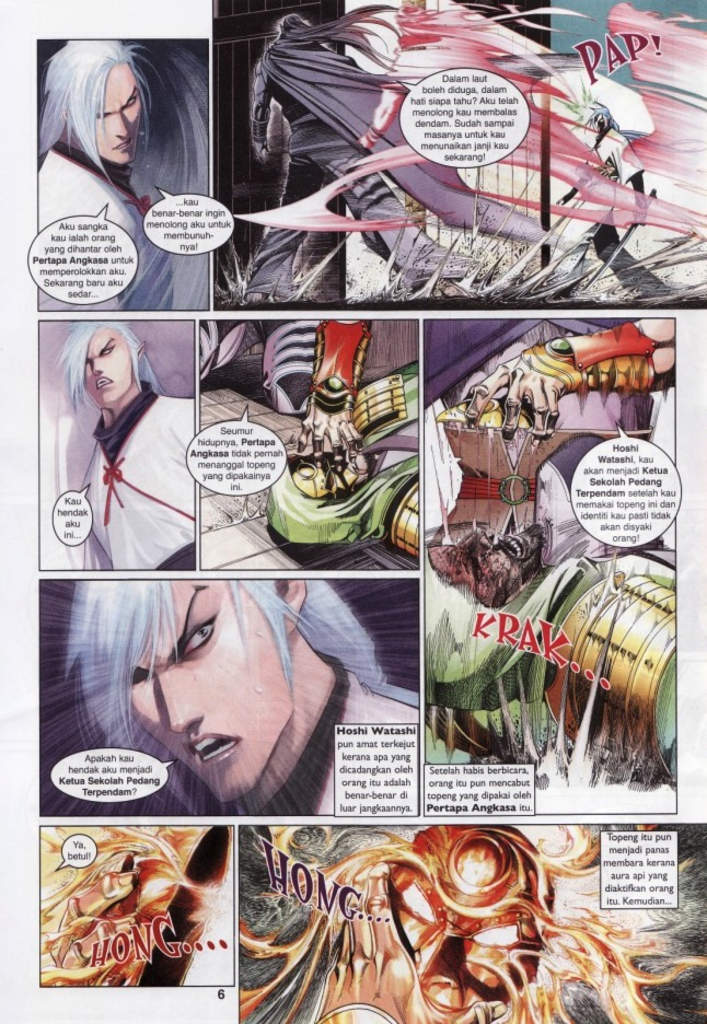 Aku sangka
kau ialah orang
yang dihantar oleh
Pertapa Angkasa untuk
memperolokkan aku.
Sekarang baru aku
sedar...
...kau
benar-benar ingin
menolong aku untuk
membunuh-
nya!
Dalam laut
boleh diduga, dalam
hati siapa tahu? Aku telah
menolong kau membalas
dendam. Sudah sampai
masanya untuk kau
menunaikan janji kau
sekarang!
PAP!
Kau
hendak
aku
ini...
Seumur
hidupnya, Pertapa
Angkasa tidak pernah
menanggal topeng
yang dipakainya
ini.
Hoshi
Watashi, kau
akan menjadi Ketua
Sekolah Pedang
Terpendam setelah kau
memakai topeng ini dan
identiti kau pasti tidak
akan disyaki
orang!
KRAK...
Setelah habis berbicara,
orang itu pun mencabut
topeng yang dipakai oleh
Pertapa Angkasa itu.
Apakah kau
hendak aku menjadi
Ketua Sekolah Pedang
Terpendam?
Hoshi Watashi
pun amat terkejut
kerana apa yang
dicadangkan oleh
orang itu adalah
benar-benar di
luar jangkaannya.
Ya,
betul!
HONG....
HONG....
Topeng itu pun
menjadi panas
membara kerana
aura api yang
diaktifkan orang
itu. Kemudian...
6